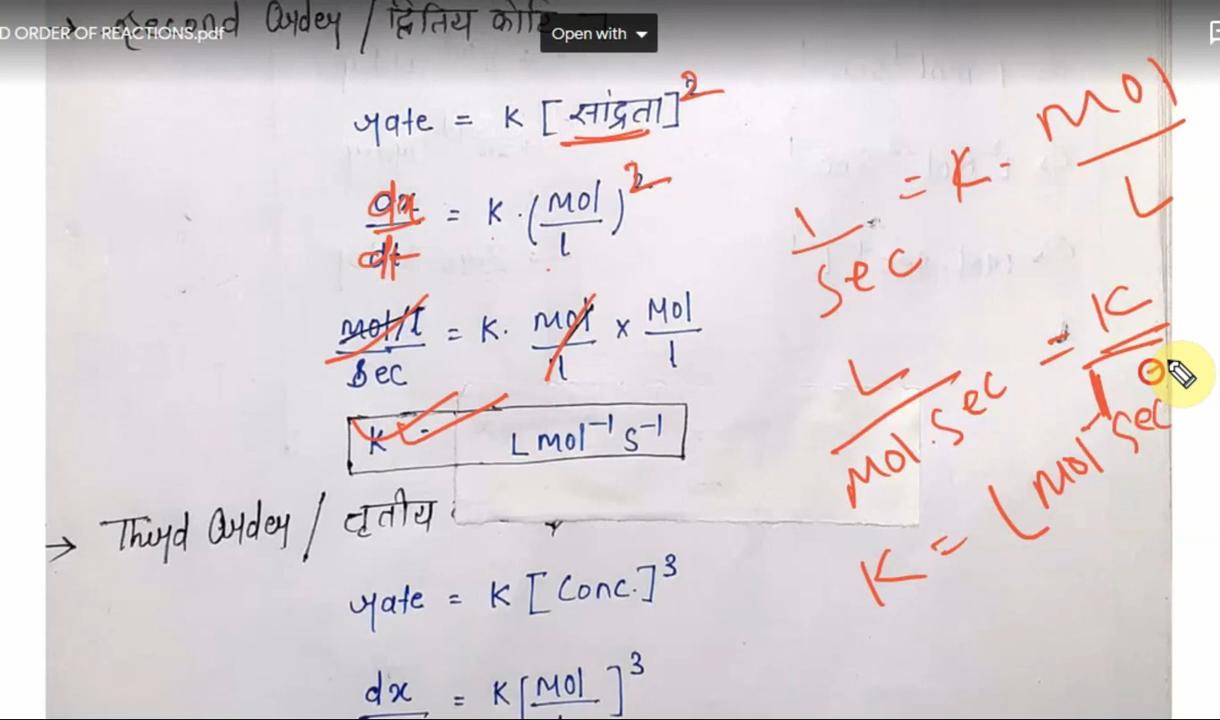 → Second Order / द्वितिय कोटि
D ORDER OF REACTIONS.pdf
Open with
rate = K [सांद्रता]²
dx/dt = K · (mol/l)²
mol/l / Sec = K · mol/l × Mol/l
K = L mol⁻¹ S⁻¹
1/Sec = K · mol/L
L/mol.Sec = K/1
K = L mol⁻¹ Sec
→ Third Order / तृतीय
rate = K [Conc.]³
dx = K [Mol]³